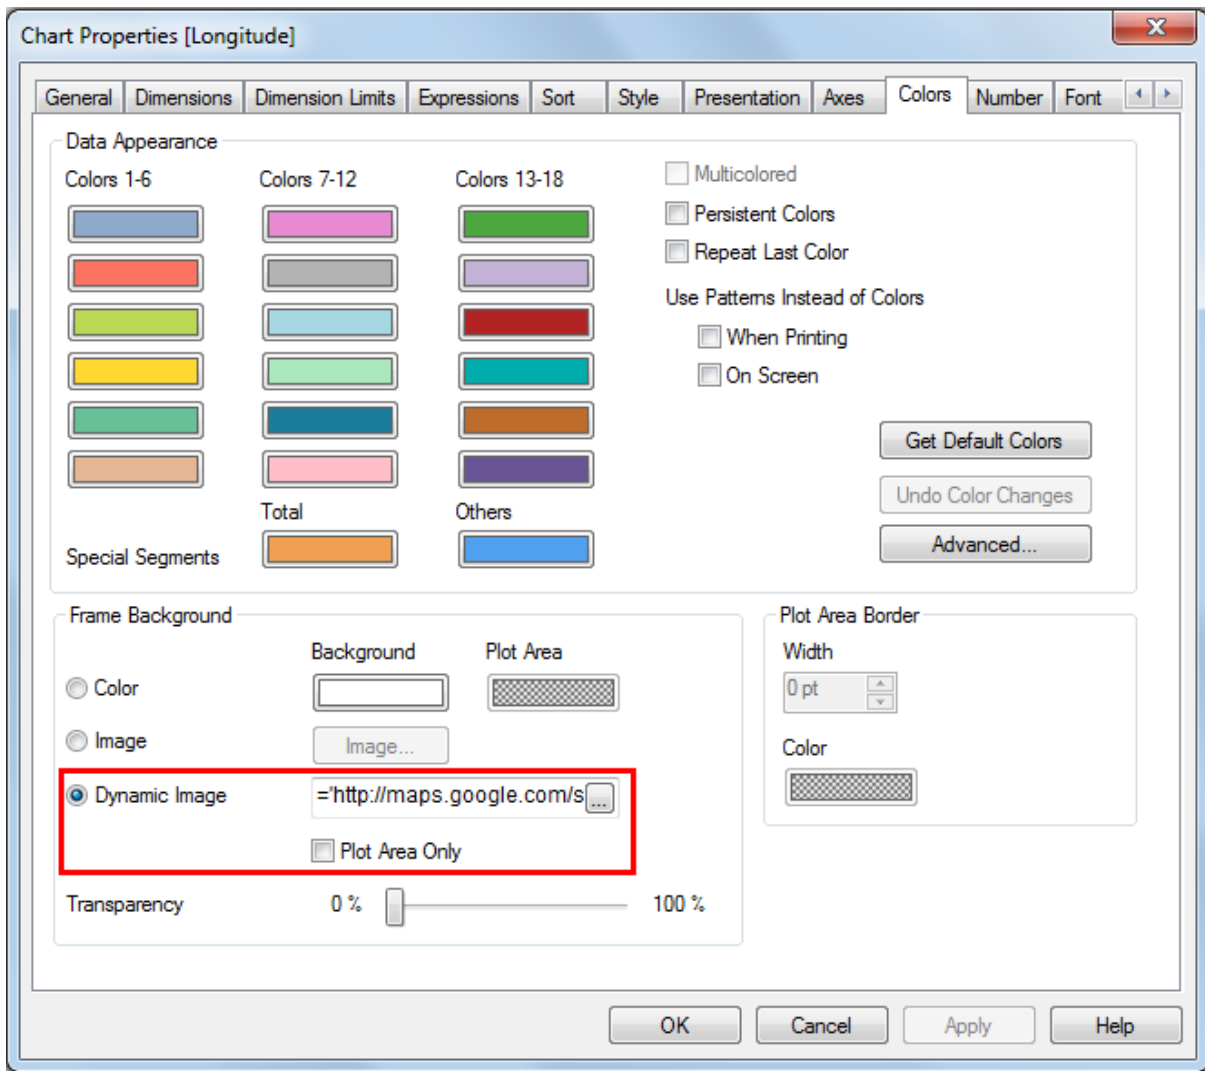 Chart Properties [Longitude]
General Dimensions Dimension Limits Expressions Sort Style Presentation Axes Colors Number Font
Data Appearance
Colors 1-6 Colors 7-12 Colors 13-18
Multicolored
Persistent Colors
Repeat Last Color
Use Patterns Instead of Colors
When Printing
On Screen
Get Default Colors
Undo Color Changes
Total Others
Special Segments
Advanced...
Frame Background
Plot Area Border
Background Plot Area
Width
Color
0 pt
Image
Image...
Color
Dynamic Image ='http://maps.google.com/s ...
Plot Area Only
Transparency 0 % 100 %
OK Cancel Apply Help